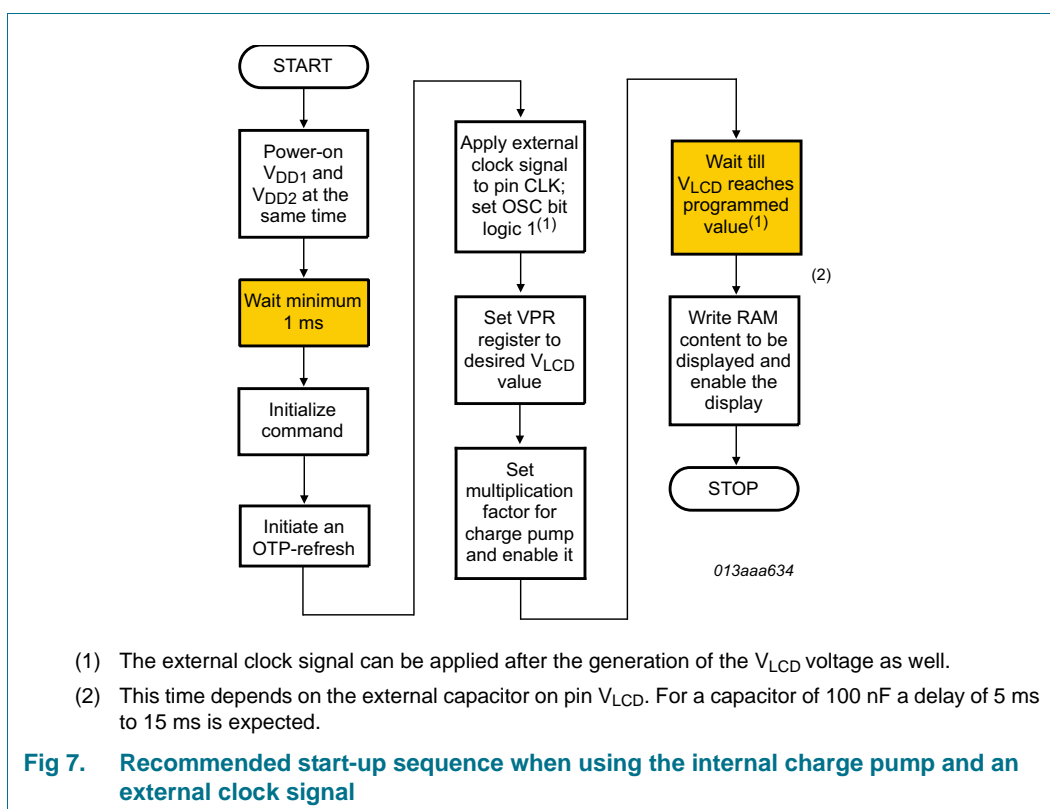 START
Power-on
VDD1 and
VDD2 at the
same time
Wait minimum
1 ms
Initialize
command
Initiate an
OTP-refresh
Apply external
clock signal
to pin CLK;
set OSC bit
logic 1(1)
Set VPR
register to
desired VLCD
value
Set
multiplication
factor for
charge pump
and enable it
Wait till
VLCD reaches
programmed
value(1)
(2)
Write RAM
content to be
displayed and
enable the
display
STOP
013aaa634
(1) The external clock signal can be applied after the generation of the VLCD voltage as well.
(2) This time depends on the external capacitor on pin VLCD. For a capacitor of 100 nF a delay of 5 ms
to 15 ms is expected.
Fig 7. Recommended start-up sequence when using the internal charge pump and an
external clock signal